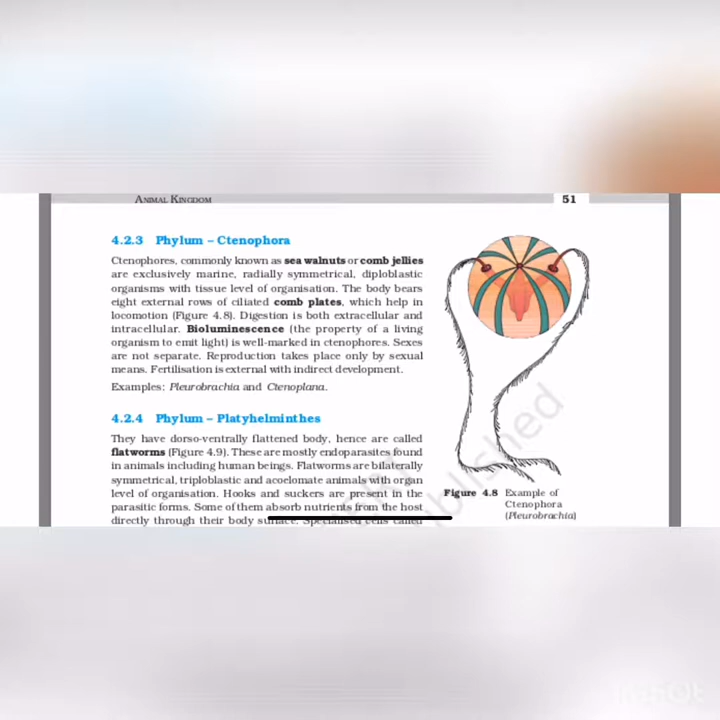 ANIMAL KINGDOM
51
4.2.3 Phylum – Ctenophora
Ctenophores, commonly known as sea walnuts or comb jellies
are exclusively marine, radially symmetrical, diploblastic
organisms with tissue level of organisation. The body bears
eight external rows of ciliated comb plates, which help in
locomotion (Figure 4.8). Digestion is both extracellular and
intracellular. Bioluminescence (the property of a living
organism to emit light) is well-marked in ctenophores. Sexes
are not separate. Reproduction takes place only by sexual
means. Fertilisation is external with indirect development.
Examples: Pleurobrachia and Ctenoplana.
4.2.4 Phylum – Platyhelminthes
They have dorso-ventrally flattened body, hence are called
flatworms (Figure 4.9). These are mostly endoparasites found
in animals including human beings. Flatworms are bilaterally
symmetrical, triploblastic and acoelomate animals with organ
level of organisation. Hooks and suckers are present in the
parasitic forms. Some of them absorb nutrients from the host
directly through their body surface. Specialised cells called
Figure 4.8 Example of
Ctenophora
(Pleurobrachia)